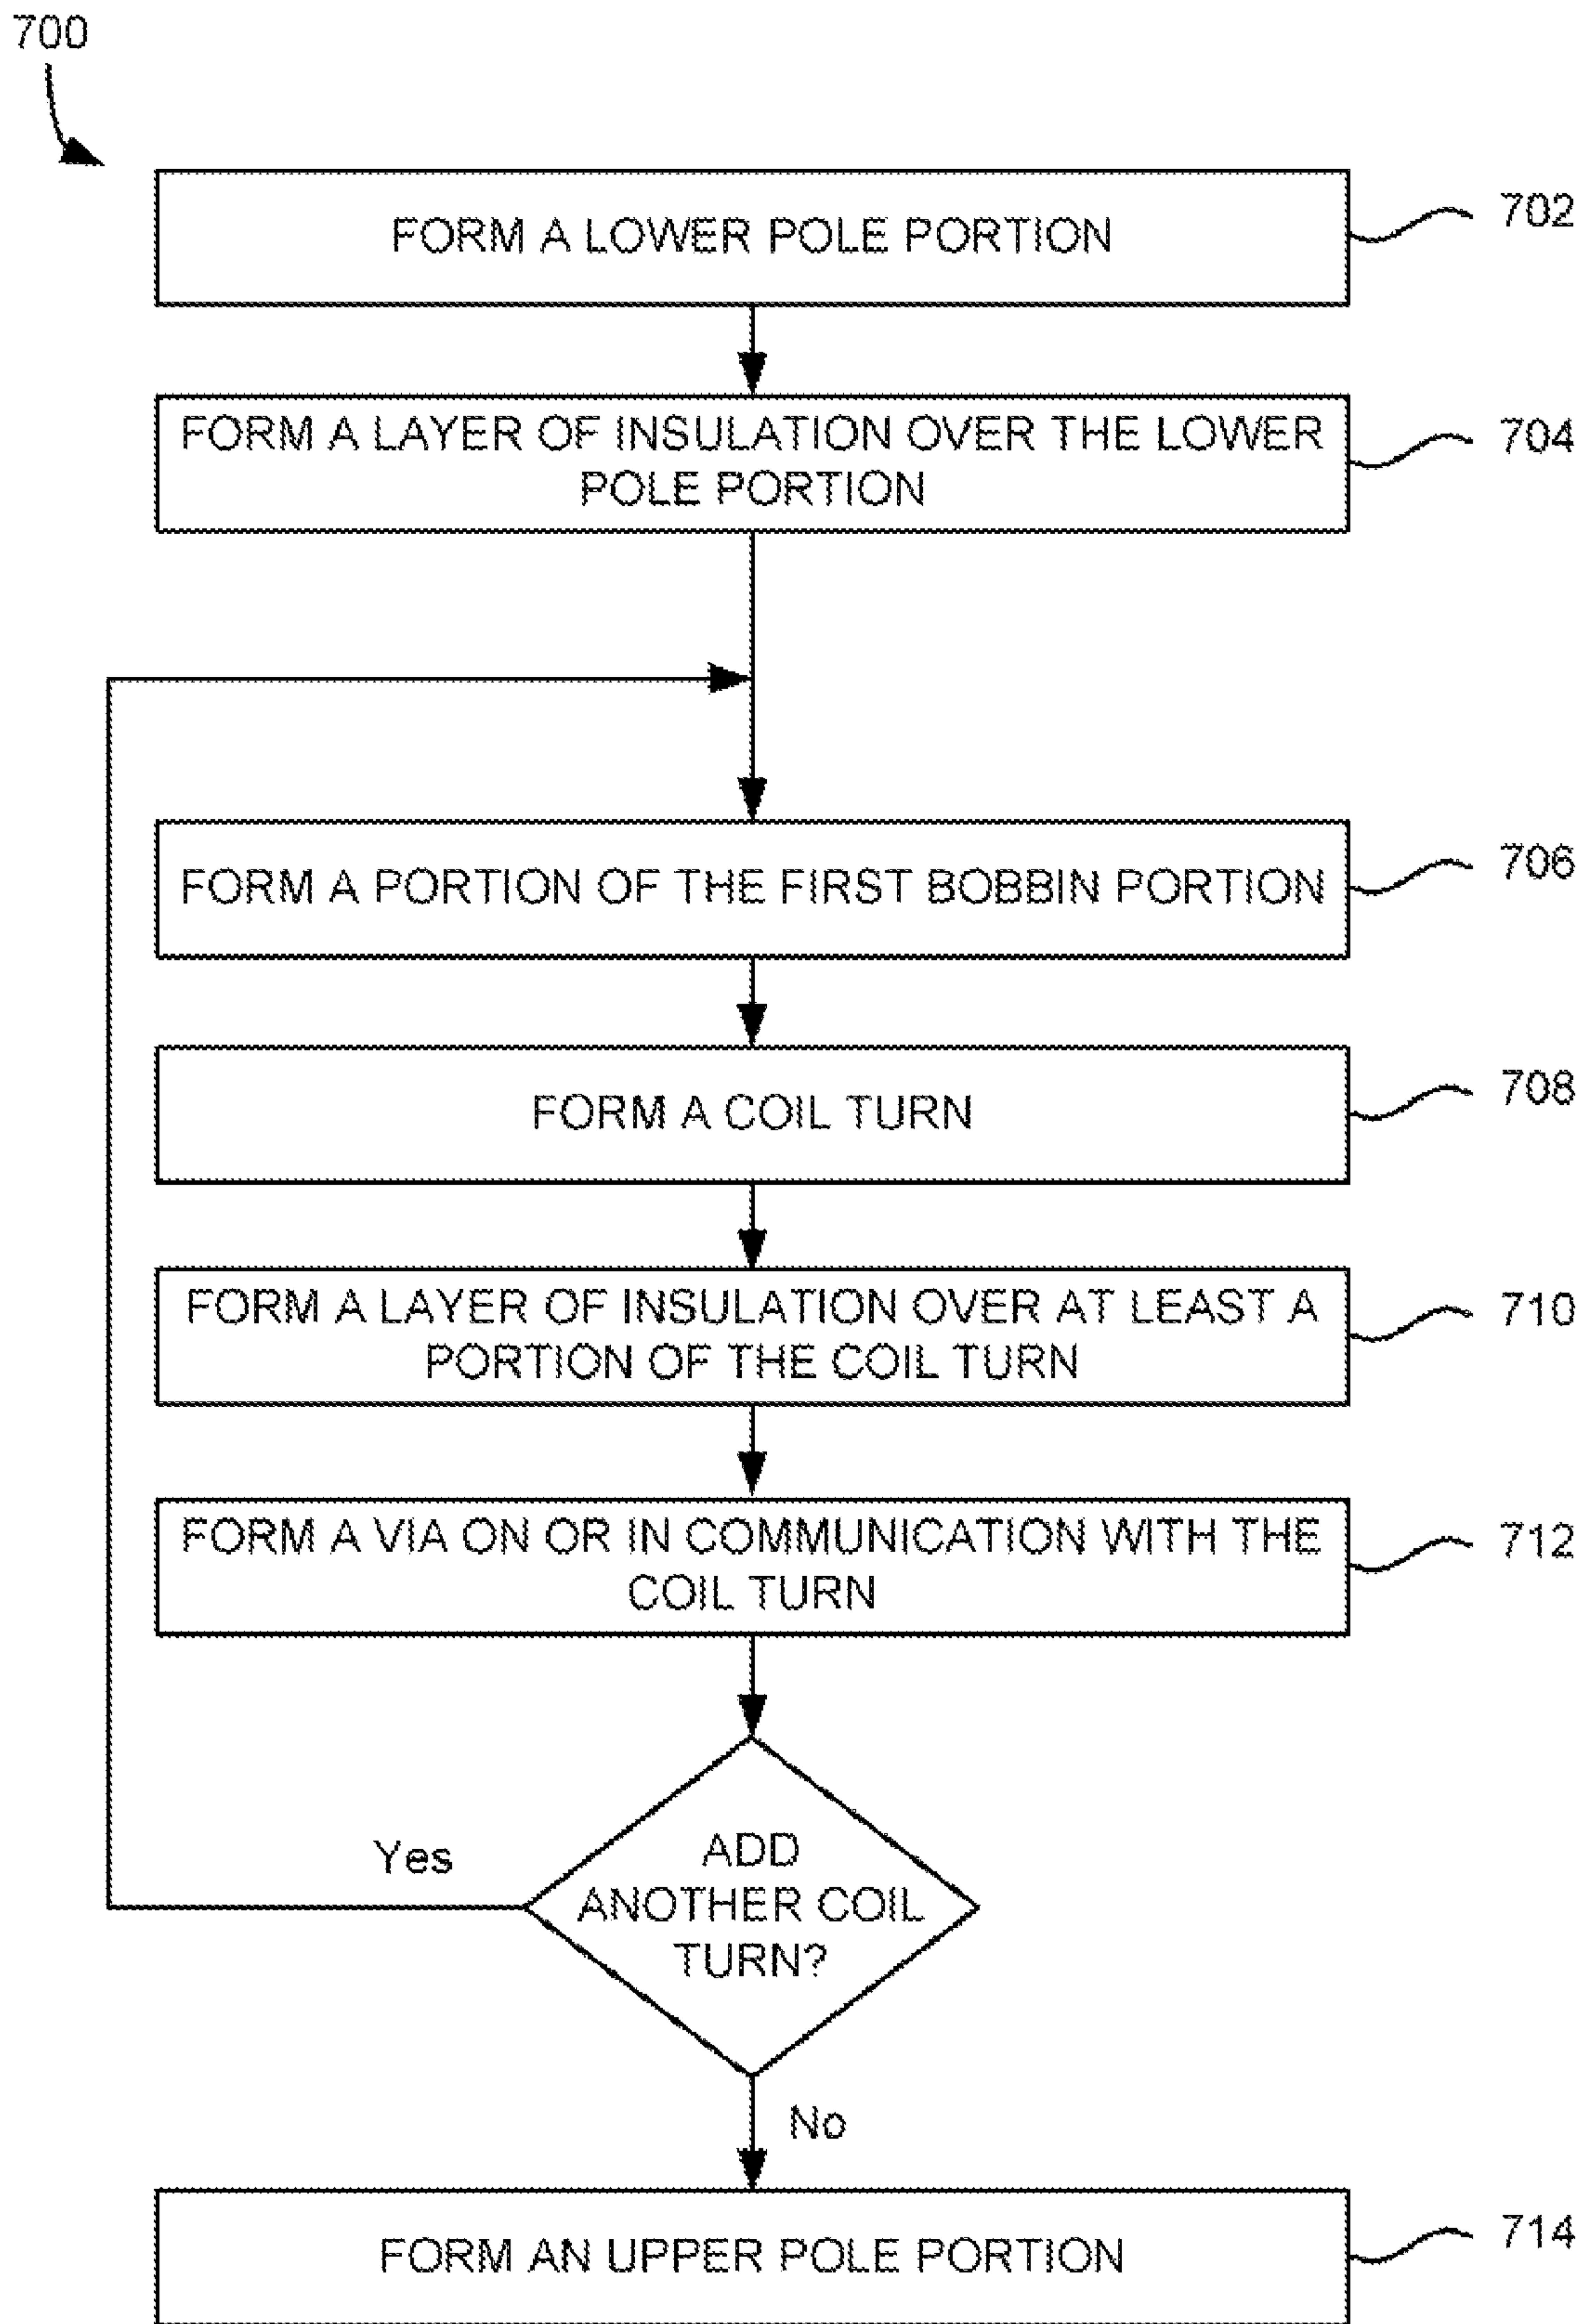 700
FORM A LOWER POLE PORTION
702
FORM A LAYER OF INSULATION OVER THE LOWER
POLE PORTION
704
FORM A PORTION OF THE FIRST BOBBIN PORTION
706
FORM A COIL TURN
708
FORM A LAYER OF INSULATION OVER AT LEAST A
PORTION OF THE COIL TURN
710
FORM A VIA ON OR IN COMMUNICATION WITH THE
COIL TURN
712
Yes
ADD
ANOTHER COIL
TURN?
No
FORM AN UPPER POLE PORTION
714